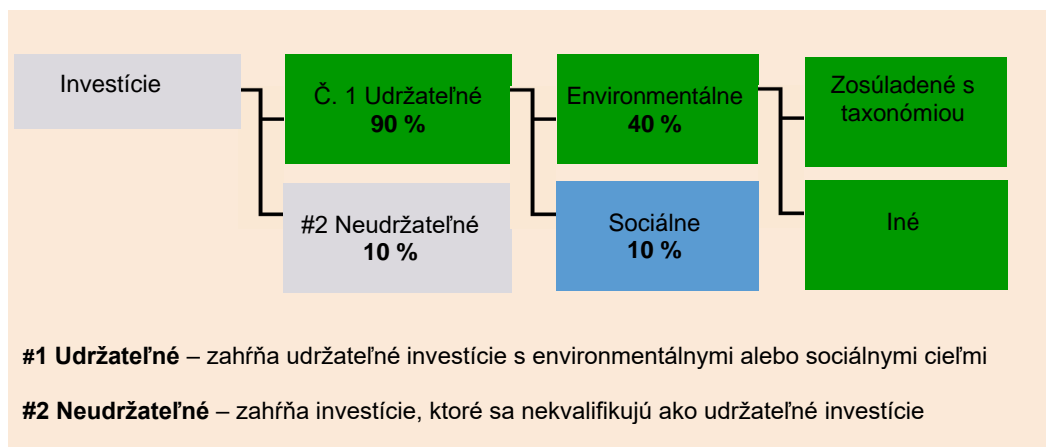 Investície
Č. 1 Udržateľné
90 %
#2 Neudržateľné
10 %
Environmentálne
40 %
Sociálne
10 %
Zosúladené s
taxonómiou
Iné
#1 Udržateľné – zahŕňa udržateľné investície s environmentálnymi alebo sociálnymi cieľmi
#2 Neudržateľné – zahŕňa investície, ktoré sa nekvalifikujú ako udržateľné investície